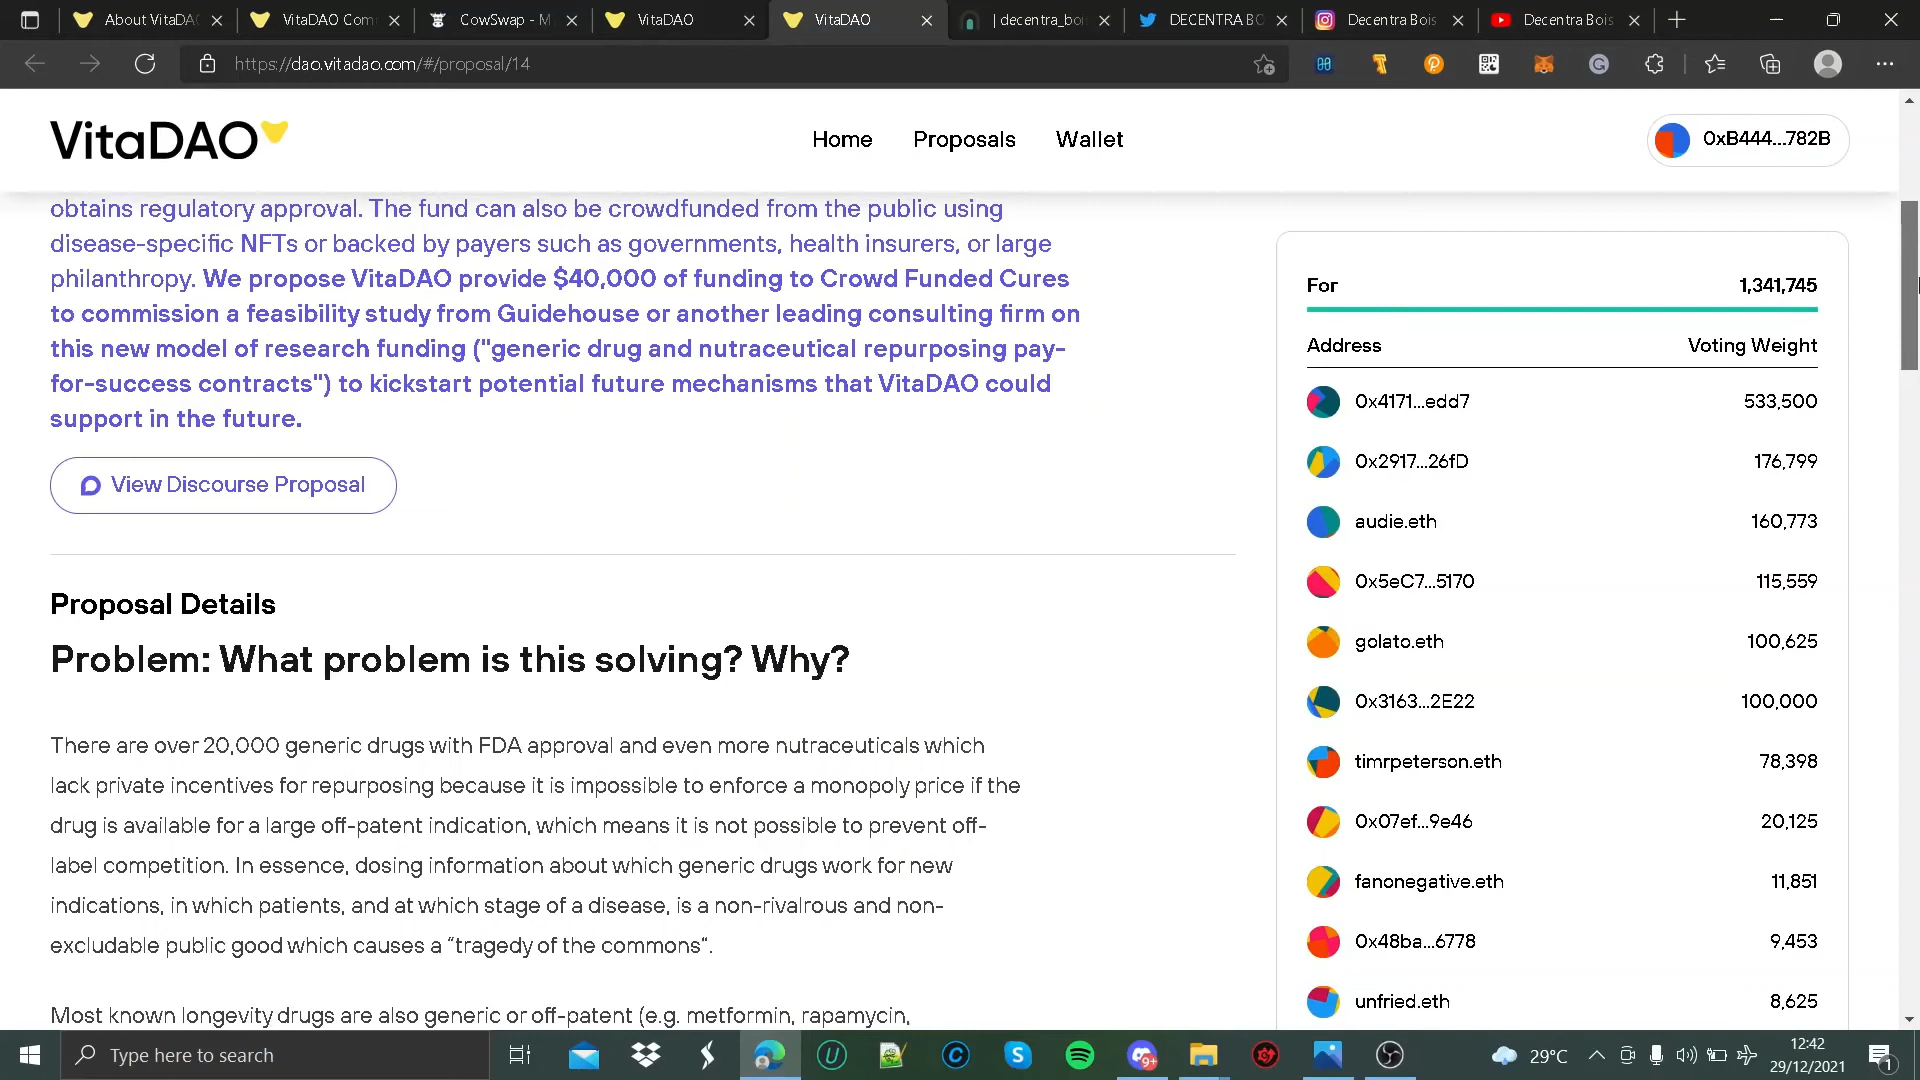 About VitaDA
VitaDAO Com
CowSwap - M
VitaDAO
VitaDAO
| decentra_boi
DECENTRA BO
Decentra Bois
Decentra Bois
https://dao.vitadao.com/#/proposal/14
VitaDAO
Home
Proposals
Wallet
0xB444...782B
obtains regulatory approval. The fund can also be crowdfunded from the public using
disease-specific NFTs or backed by payers such as governments, health insurers, or large
philanthropy. We propose VitaDAO provide $40,000 of funding to Crowd Funded Cures
to commission a feasibility study from Guidehouse or another leading consulting firm on
this new model of research funding ("generic drug and nutraceutical repurposing pay-
for-success contracts") to kickstart potential future mechanisms that VitaDAO could
support in the future.
View Discourse Proposal
Proposal Details
Problem: What problem is this solving? Why?
There are over 20,000 generic drugs with FDA approval and even more nutraceuticals which
lack private incentives for repurposing because it is impossible to enforce a monopoly price if the
drug is available for a large off-patent indication, which means it is not possible to prevent off-
label competition. In essence, dosing information about which generic drugs work for new
indications, in which patients, and at which stage of a disease, is a non-rivalrous and non-
excludable public good which causes a “tragedy of the commons“.
Most known longevity drugs are also generic or off-patent (e.g. metformin, rapamycin,
For 1,341,745
Address Voting Weight
0x4171...edd7 533,500
0x2917...26fD 176,799
audie.eth 160,773
0x5eC7...5170 115,559
golato.eth 100,625
0x3163...2E22 100,000
timrpeterson.eth 78,398
0x07ef...9e46 20,125
fanonegative.eth 11,851
0x48ba...6778 9,453
unfried.eth 8,625
Type here to search
9+
29°C
12:42
29/12/2021
1